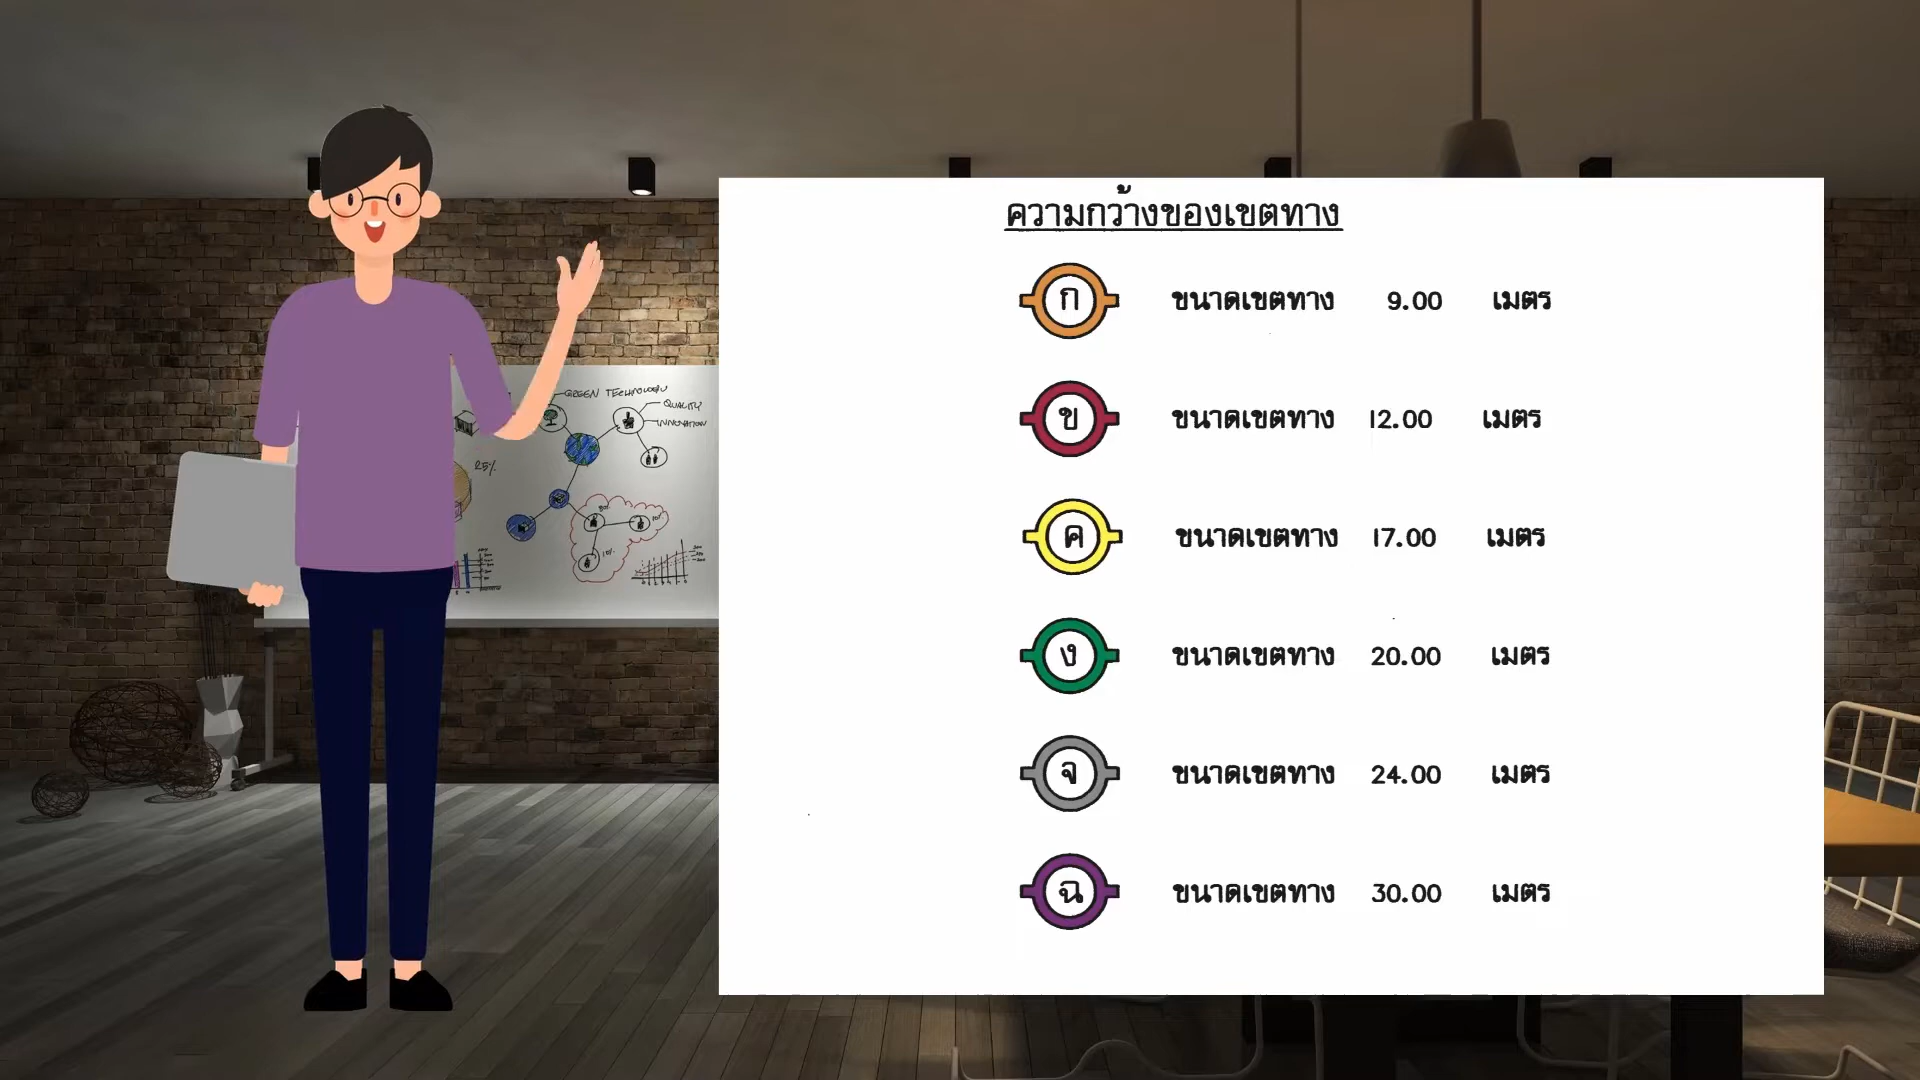 ความกว้างของเขตทาง
ก ขนาดเขตทาง 9.00 เมตร
ข ขนาดเขตทาง 12.00 เมตร
ค ขนาดเขตทาง 17.00 เมตร
ง ขนาดเขตทาง 20.00 เมตร
จ ขนาดเขตทาง 24.00 เมตร
ฉ ขนาดเขตทาง 30.00 เมตร
GREEN TECHNOLOGY
QUALITY
INNOVATION
25%